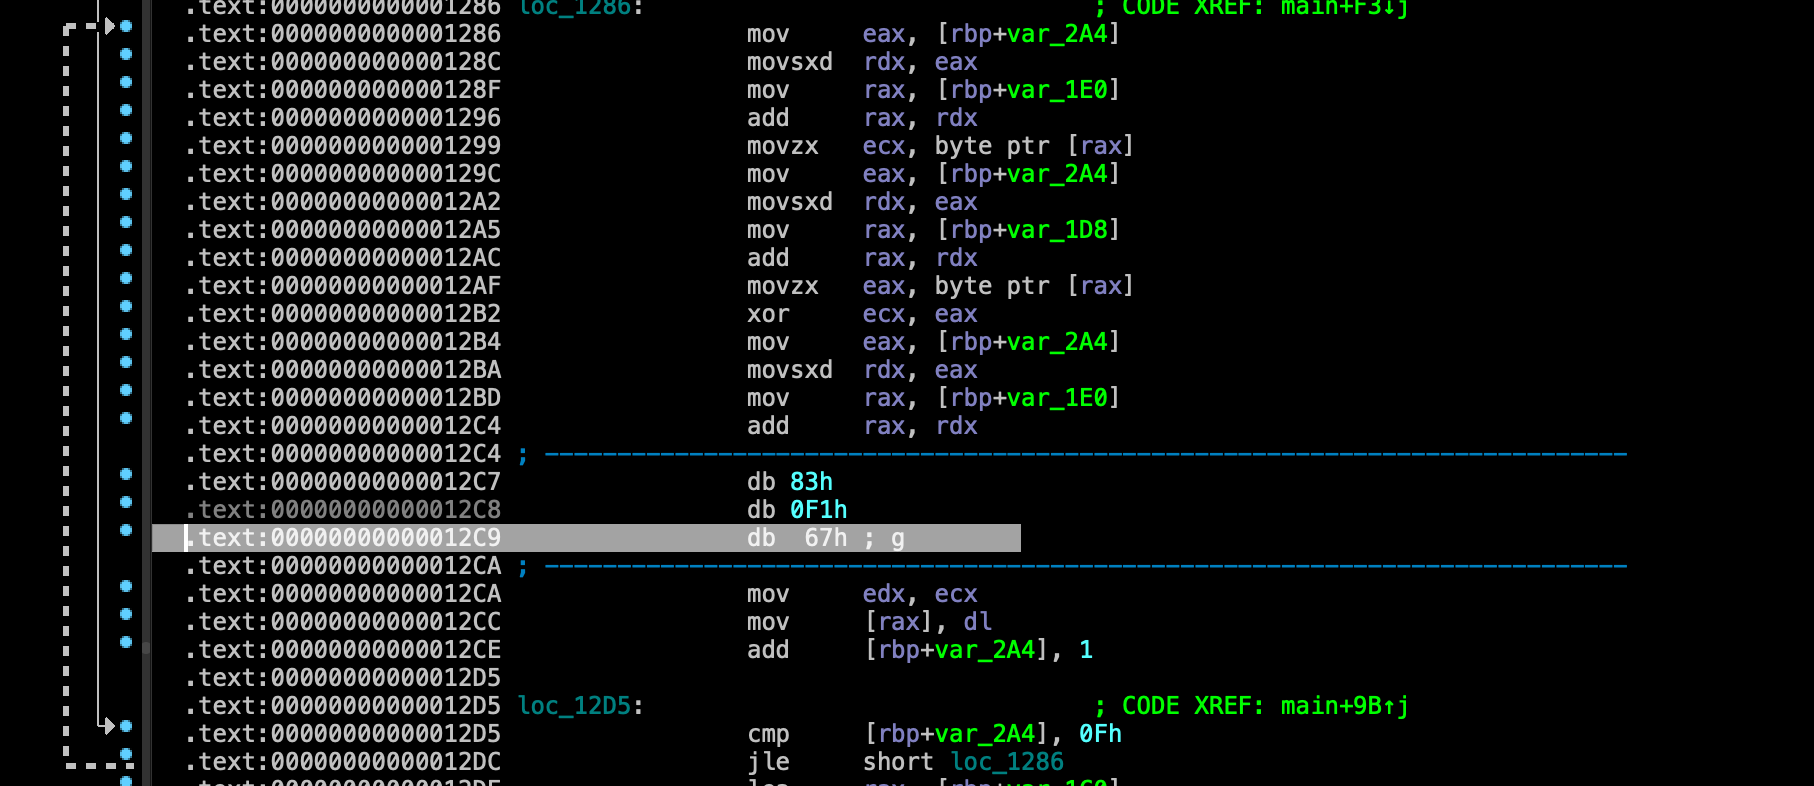 .text:0000000000001286 loc_1286: ; CODE XREF: main+F3↓j
.text:0000000000001286 mov eax, [rbp+var_2A4]
.text:000000000000128C movsxd rdx, eax
.text:000000000000128F mov rax, [rbp+var_1E0]
.text:0000000000001296 add rax, rdx
.text:0000000000001299 movzx ecx, byte ptr [rax]
.text:000000000000129C mov eax, [rbp+var_2A4]
.text:00000000000012A2 movsxd rdx, eax
.text:00000000000012A5 mov rax, [rbp+var_1D8]
.text:00000000000012AC add rax, rdx
.text:00000000000012AF movzx eax, byte ptr [rax]
.text:00000000000012B2 xor ecx, eax
.text:00000000000012B4 mov eax, [rbp+var_2A4]
.text:00000000000012BA movsxd rdx, eax
.text:00000000000012BD mov rax, [rbp+var_1E0]
.text:00000000000012C4 add rax, rdx
.text:00000000000012C4 ; ---------------------------------------------------------------------------
.text:00000000000012C7 db 83h
.text:00000000000012C8 db 0F1h
.text:00000000000012C9 db 67h ; g
.text:00000000000012CA ; ---------------------------------------------------------------------------
.text:00000000000012CA mov edx, ecx
.text:00000000000012CC mov [rax], dl
.text:00000000000012CE add [rbp+var_2A4], 1
.text:00000000000012D5
.text:00000000000012D5 loc_12D5: ; CODE XREF: main+9B↑j
.text:00000000000012D5 cmp [rbp+var_2A4], 0Fh
.text:00000000000012DC jle short loc_1286